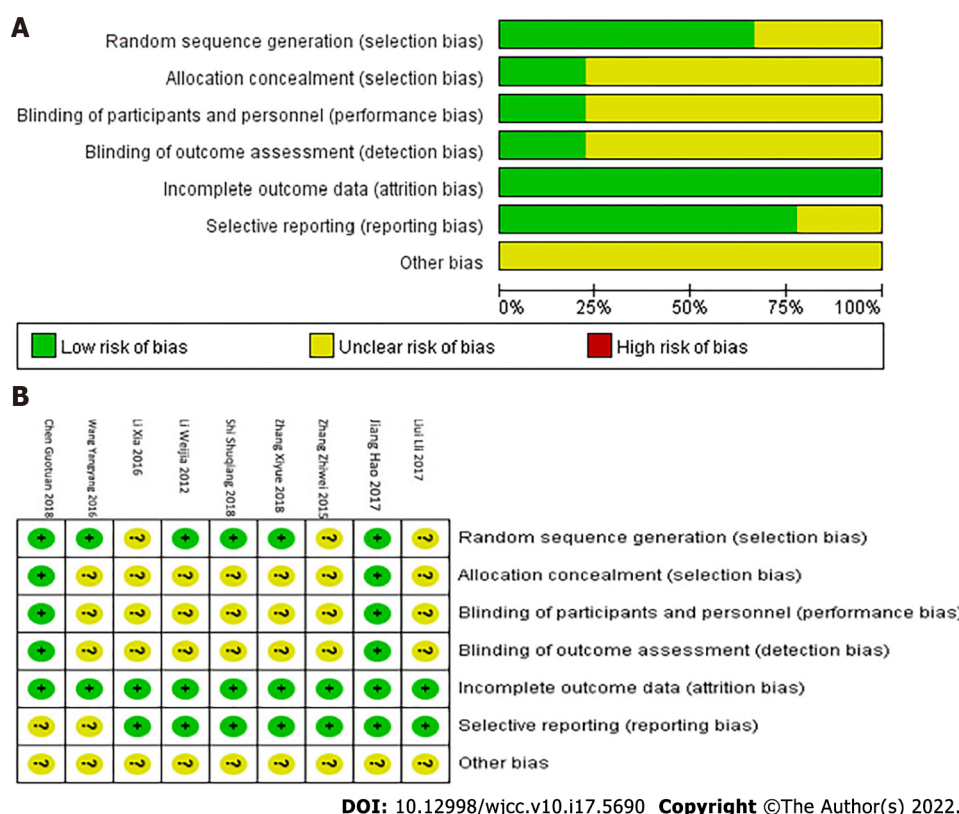 A
Random sequence generation (selection bias)
Allocation concealment (selection bias)
Blinding of participants and personnel (performance bias)
Blinding of outcome assessment (detection bias)
Incomplete outcome data (attrition bias)
Selective reporting (reporting bias)
Other bias
0% 25% 50% 75% 100%
Low risk of bias Unclear risk of bias High risk of bias
B
Chen Guotuan 2018
Wang Yangyang 2016
Li Xia 2016
Li Weijia 2012
Shi Shuqiang 2018
Zhang Xiyue 2018
Zhang Zhiwei 2015
Jiang Hao 2017
Liui Lli 2017
+ + ? + + + ? + ? Random sequence generation (selection bias)
+ ? ? ? ? ? ? + ? Allocation concealment (selection bias)
+ ? ? ? ? ? ? + ? Blinding of participants and personnel (performance bias)
+ ? ? ? ? ? ? + ? Blinding of outcome assessment (detection bias)
+ + + + + + + + + Incomplete outcome data (attrition bias)
? ? + + + + + + + Selective reporting (reporting bias)
? ? ? ? ? ? ? ? ? Other bias
DOI: 10.12998/wjcc.v10.i17.5690 Copyright ©The Author(s) 2022.